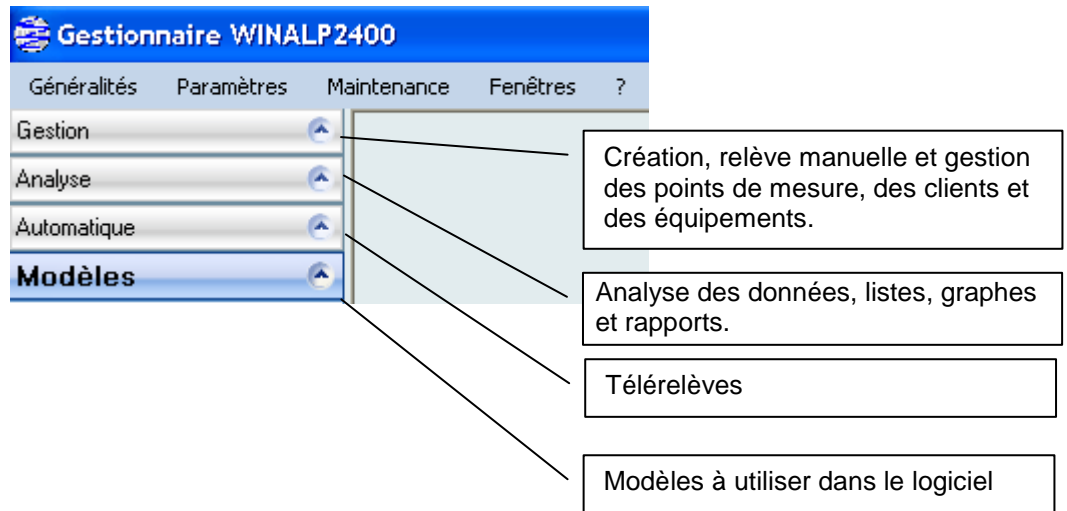 Gestionnaire WINALP2400
Généralités Paramètres Maintenance Fenêtres ?
Gestion
Analyse
Automatique
Modèles
Création, relève manuelle et gestion
des points de mesure, des clients et
des équipements.
Analyse des données, listes, graphes
et rapports.
Télérelèves
Modèles à utiliser dans le logiciel